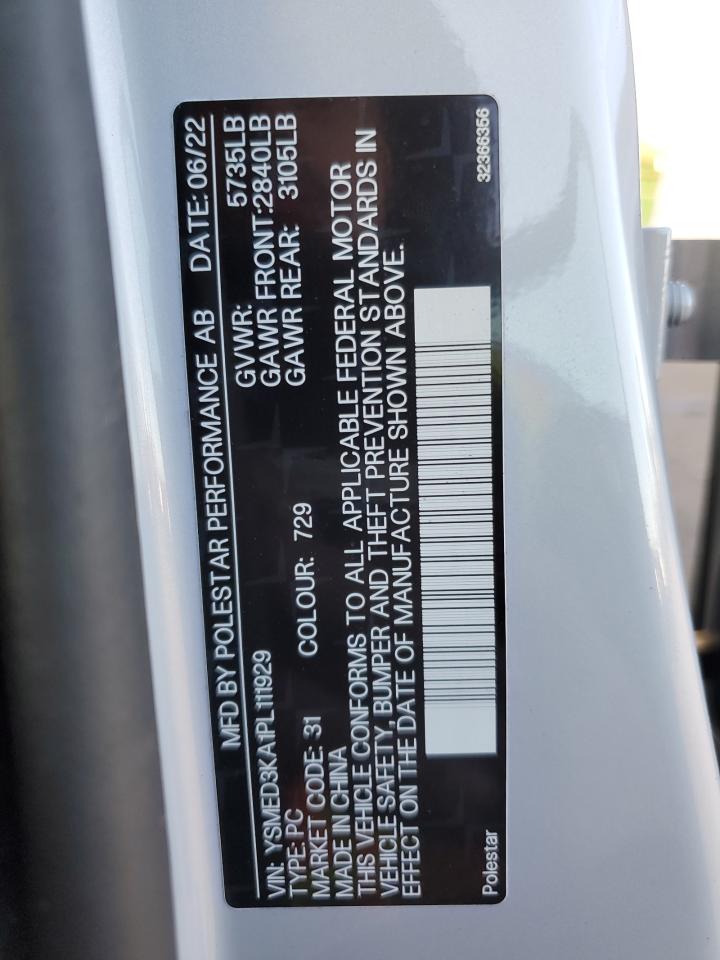 MFD BY POLESTAR PERFORMANCE AB DATE: 06/22
VIN: YSMED3KA1PL111929 GVWR: 5735LB
TYPE: PC GAWR FRONT: 2840LB
MARKET CODE: 31 COLOUR: 729 GAWR REAR: 3105LB
MADE IN CHINA
THIS VEHICLE CONFORMS TO ALL APPLICABLE FEDERAL MOTOR
VEHICLE SAFETY, BUMPER AND THEFT PREVENTION STANDARDS IN
EFFECT ON THE DATE OF MANUFACTURE SHOWN ABOVE.
Polestar 32366356